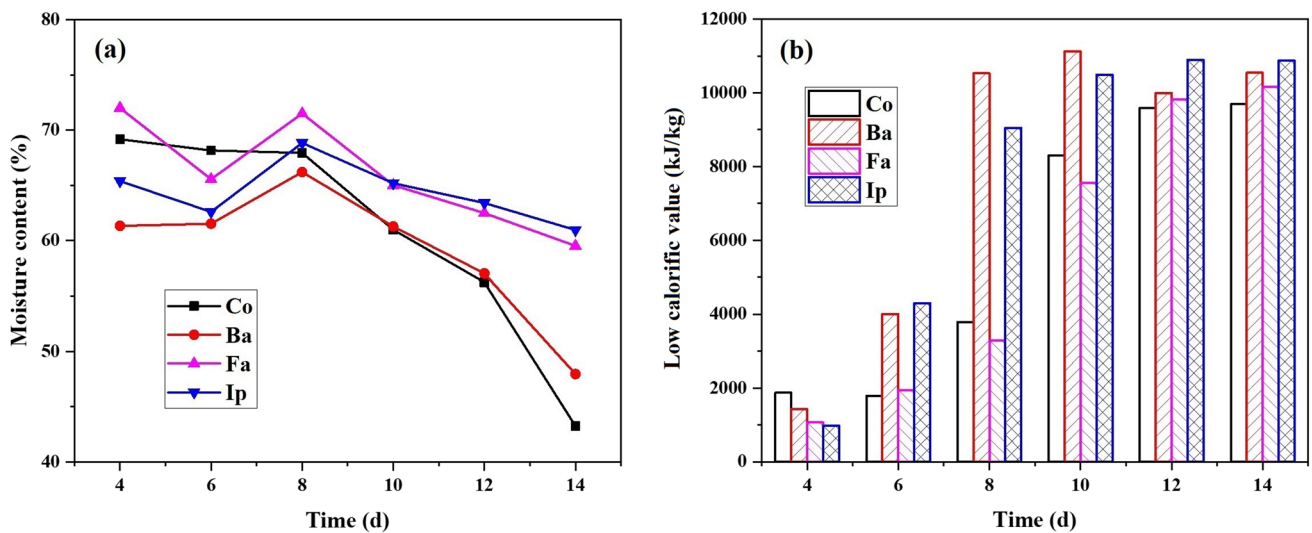 (a)
Moisture content (%)
80
70
60
50
40
Co
Ba
Fa
Ip
4 6 8 10 12 14
Time (d)
(b)
Low calorific value (kJ/kg)
12000
10000
8000
6000
4000
2000
0
Co
Ba
Fa
Ip
4 6 8 10 12 14
Time (d)